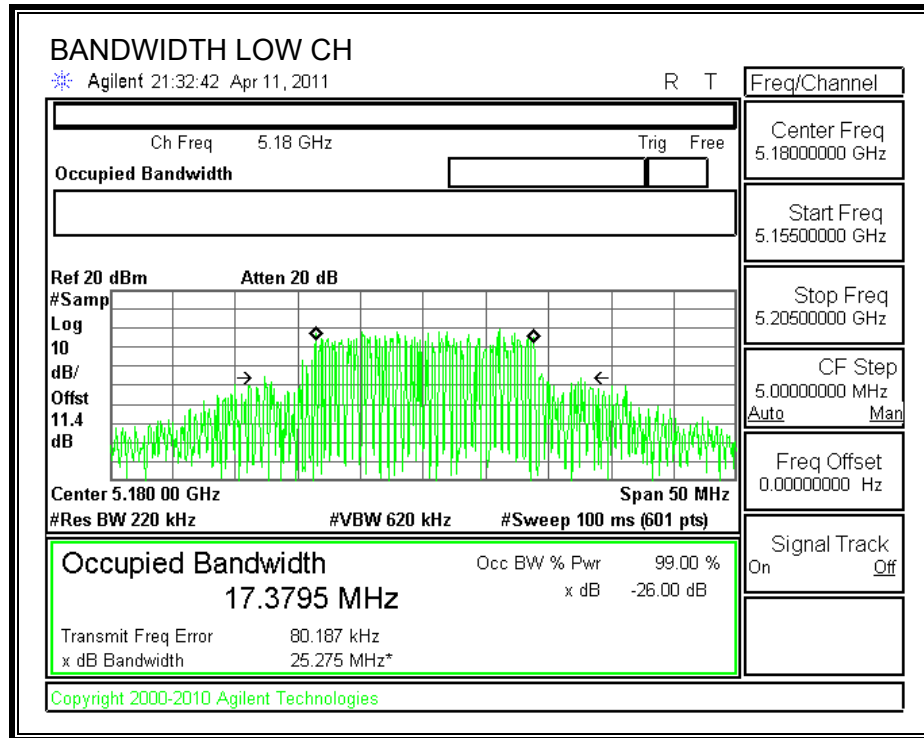 BANDWIDTH LOW CH
Agilent 21:32:42 Apr 11, 2011 R T
Freq/Channel
Ch Freq 5.18 GHz Trig Free
Occupied Bandwidth
Center Freq
5.18000000 GHz
Start Freq
5.15500000 GHz
Stop Freq
5.20500000 GHz
CF Step
5.00000000 MHz
Auto Man
Freq Offset
0.00000000 Hz
Signal Track
On Off
Ref 20 dBm Atten 20 dB
#Samp
Log
10
dB/
Offst
11.4
dB
Center 5.180 00 GHz Span 50 MHz
#Res BW 220 kHz #VBW 620 kHz #Sweep 100 ms (601 pts)
Occupied Bandwidth Occ BW % Pwr 99.00 %
17.3795 MHz x dB -26.00 dB
Transmit Freq Error 80.187 kHz
x dB Bandwidth 25.275 MHz*
Copyright 2000-2010 Agilent Technologies